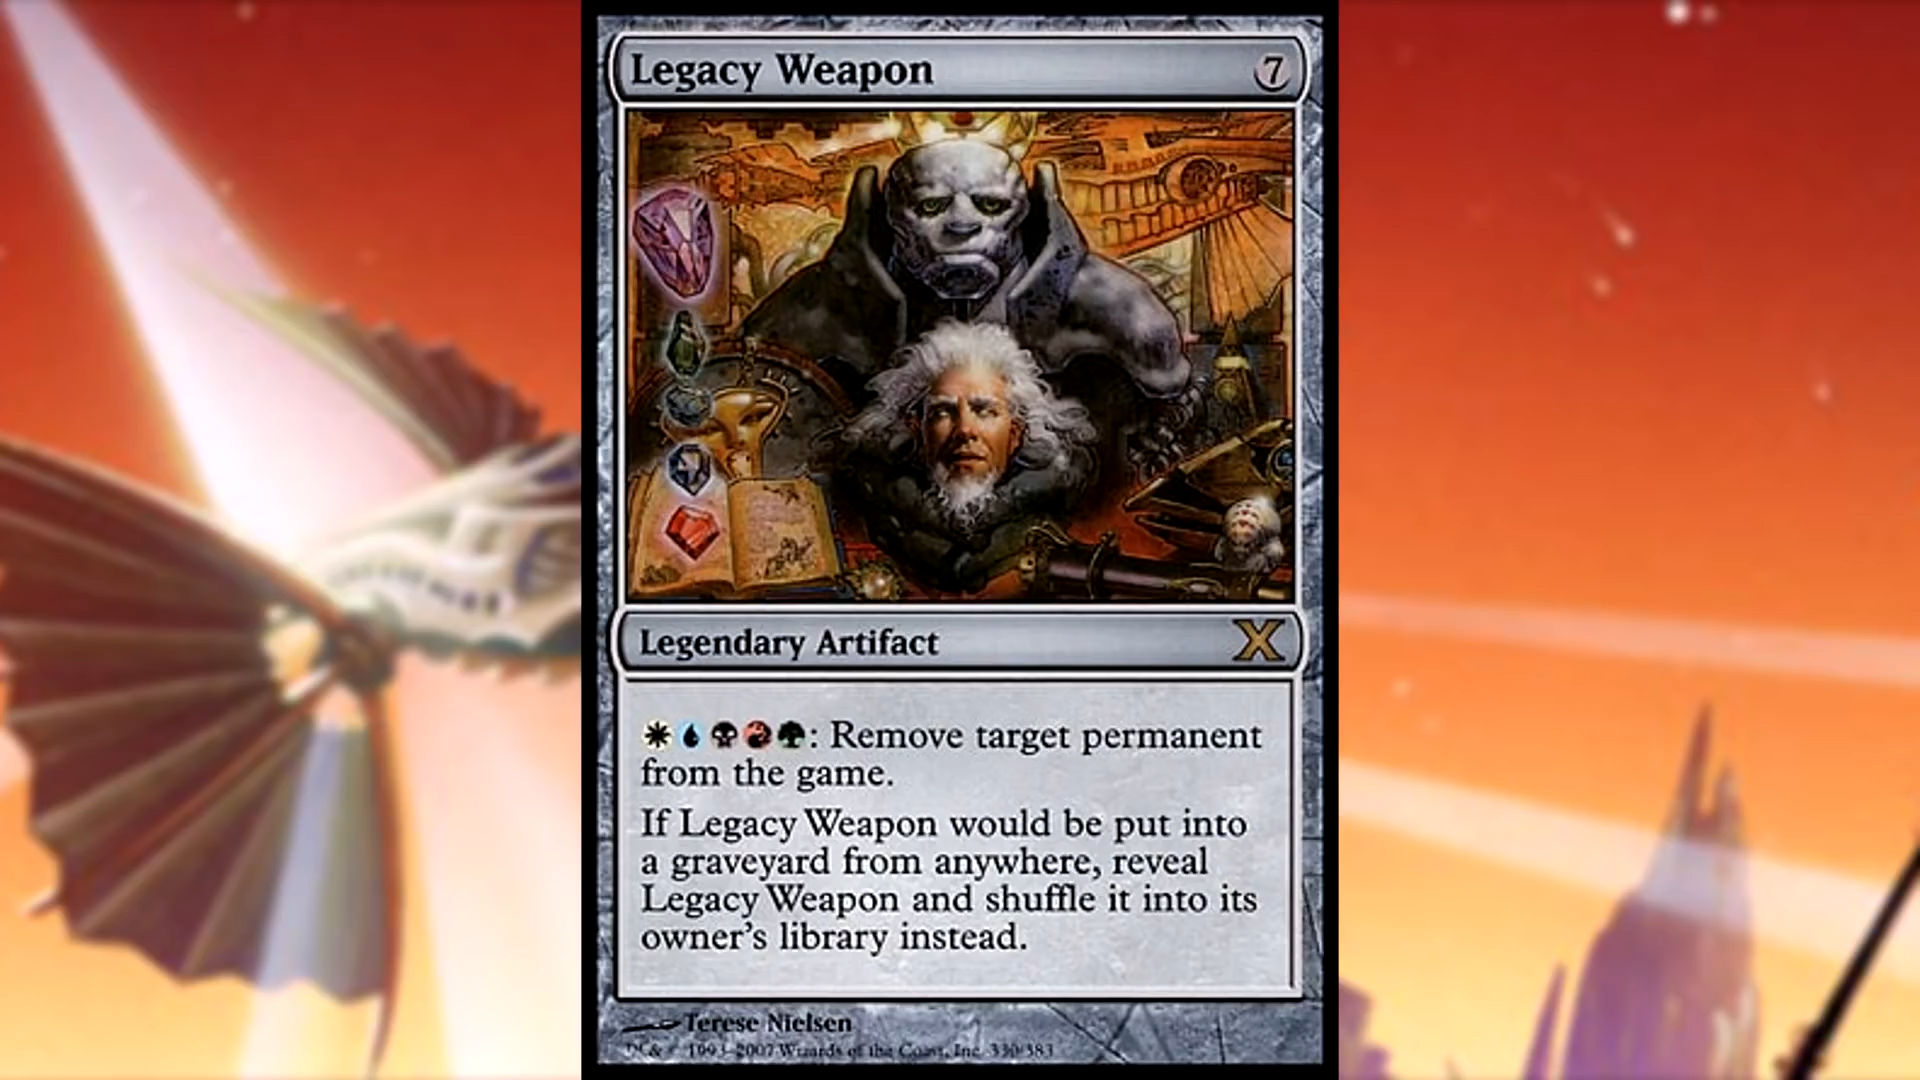 Legacy Weapon 7
Legendary Artifact
: Remove target permanent
from the game.
If Legacy Weapon would be put into
a graveyard from anywhere, reveal
Legacy Weapon and shuffle it into its
owner's library instead.
Terese Nielsen
™ & © 1993-2007 Wizards of the Coast, Inc. 330/383